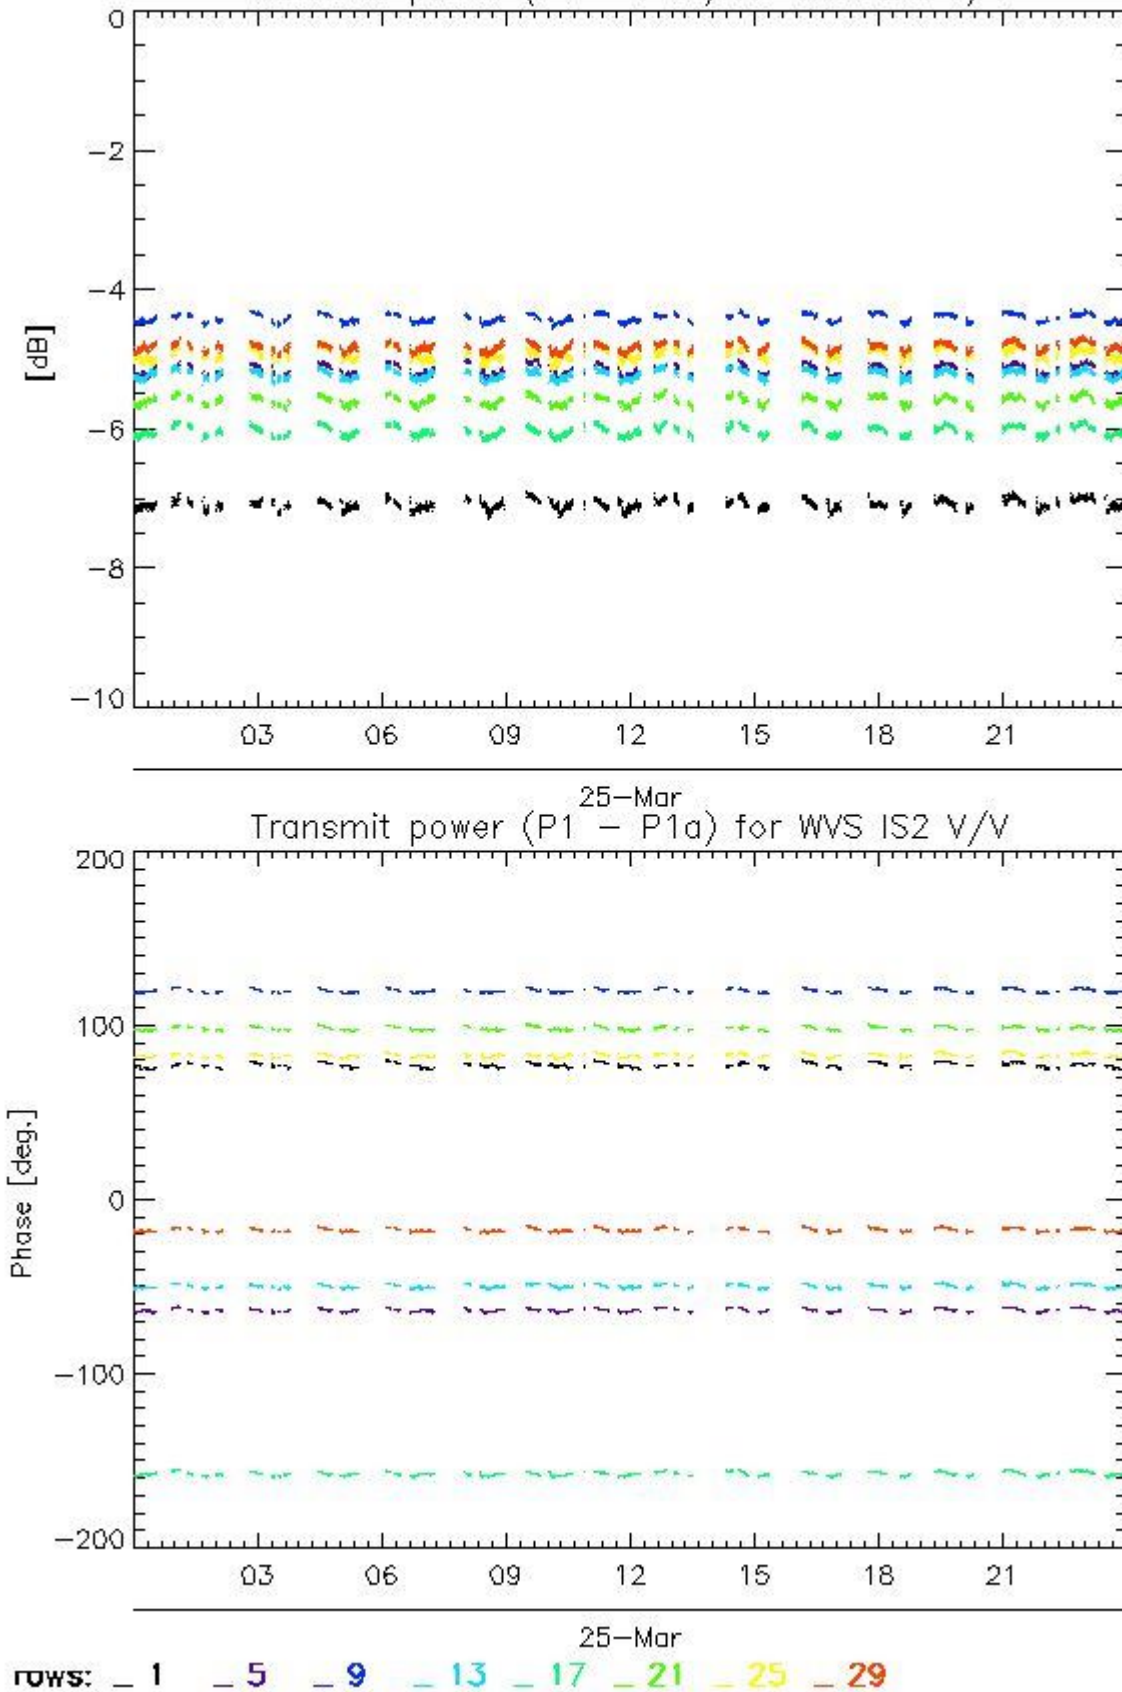 0
-2
-4
[dB]
-6
-8
-10
03 06 09 12 15 18 21
25-Mar
Transmit power (P1 - P1a) for WVS IS2 V/V
200
100
0
Phase [deg.]
-100
-200
03 06 09 12 15 18 21
25-Mar
rows: _ 1 _ 5 _ 9 _ 13 _ 17 _ 21 _ 25 _ 29